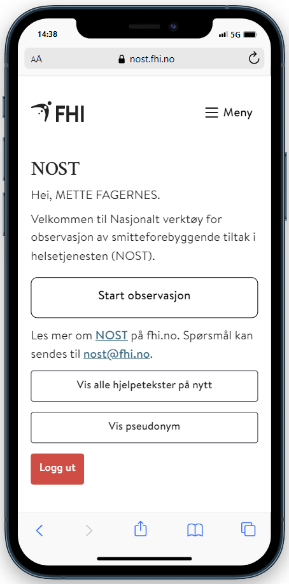 14:38
5G
AA
nost.fhi.no
FHI
Meny
NOST
Hei, METTE FAGERNES.
Velkommen til Nasjonalt verktøy for
observasjon av smitteforebyggende tiltak i
helsetjenesten (NOST).
Start observasjon
Les mer om NOST på fhi.no. Spørsmål kan
sendes til nost@fhi.no.
Vis alle hjelpetekster på nytt
Vis pseudonym
Logg ut